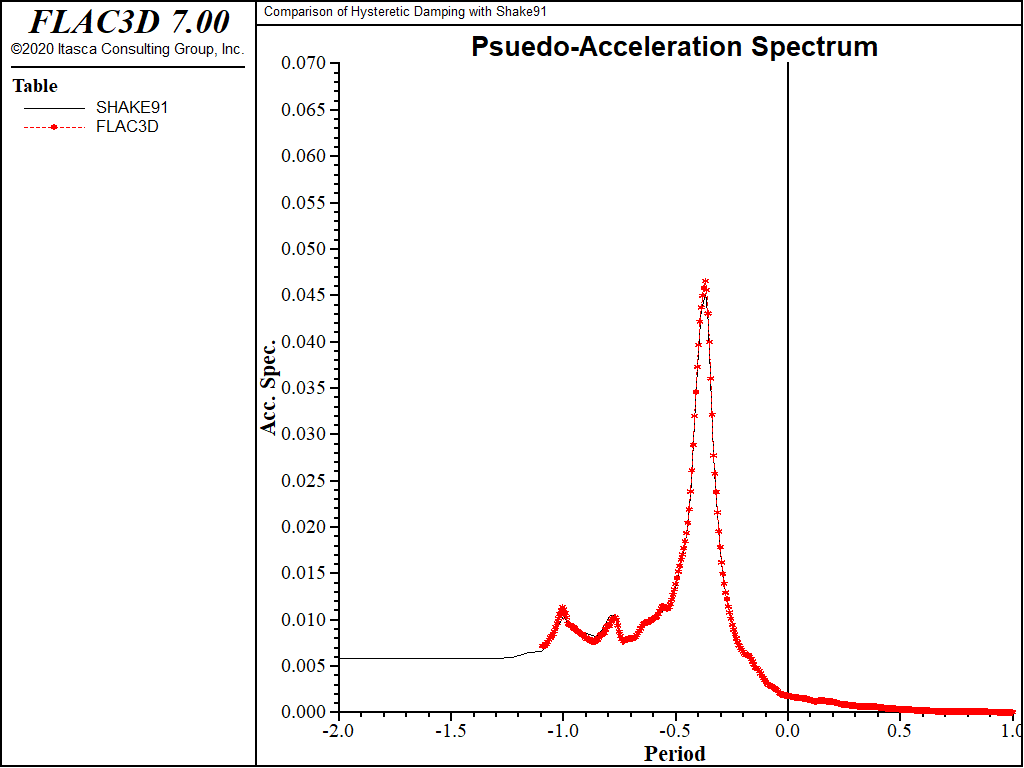 FLAC3D 7.00
©2020 Itasca Consulting Group, Inc.
Table
SHAKE91
FLAC3D
Comparison of Hysteretic Damping with Shake91
Psuedo-Acceleration Spectrum
0.070
0.065
0.060
0.055
0.050
0.045
0.040
0.035
0.030
0.025
0.020
0.015
0.010
0.005
0.000
Acc. Spec.
-2.0 -1.5 -1.0 -0.5 0.0 0.5 1.0
Period